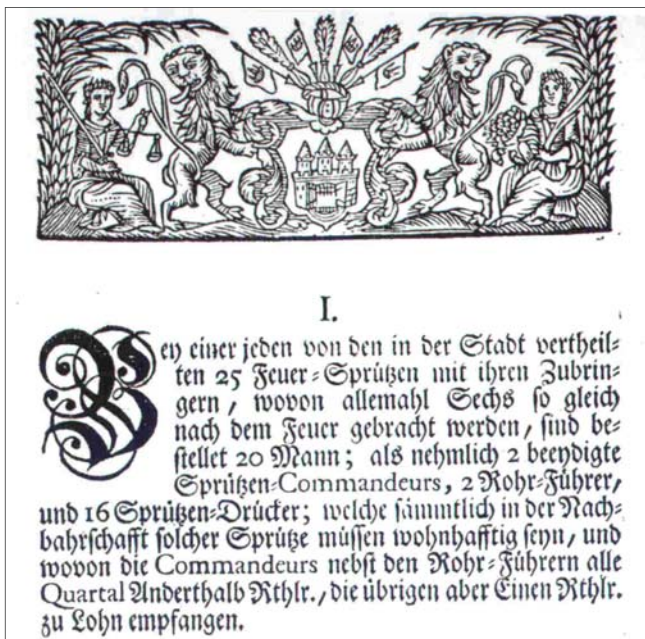 I.
Bey einer jeden von den in der Stadt vertheil⸗
ten 25 Feuer⸗Sprützen mit ihren Zubrin⸗
gern, wovon allemahl Sechs so gleich
nach dem Feuer gebracht werden, sind be⸗
stellet 20 Mann; als nehmlich 2 beeydigte
Sprützen⸗Commandeurs, 2 Rohr⸗Führer,
und 16 Sprützen⸗Drücker; welche sämmtlich in der Nach⸗
bahrschafft solcher Sprütze müssen wohnhafftig seyn, und
wovon die Commandeurs nebst den Rohr⸗Führern alle
Quartal Anderthalb Rthlr., die übrigen aber Einen Rthlr.
zu Lohn empfangen.